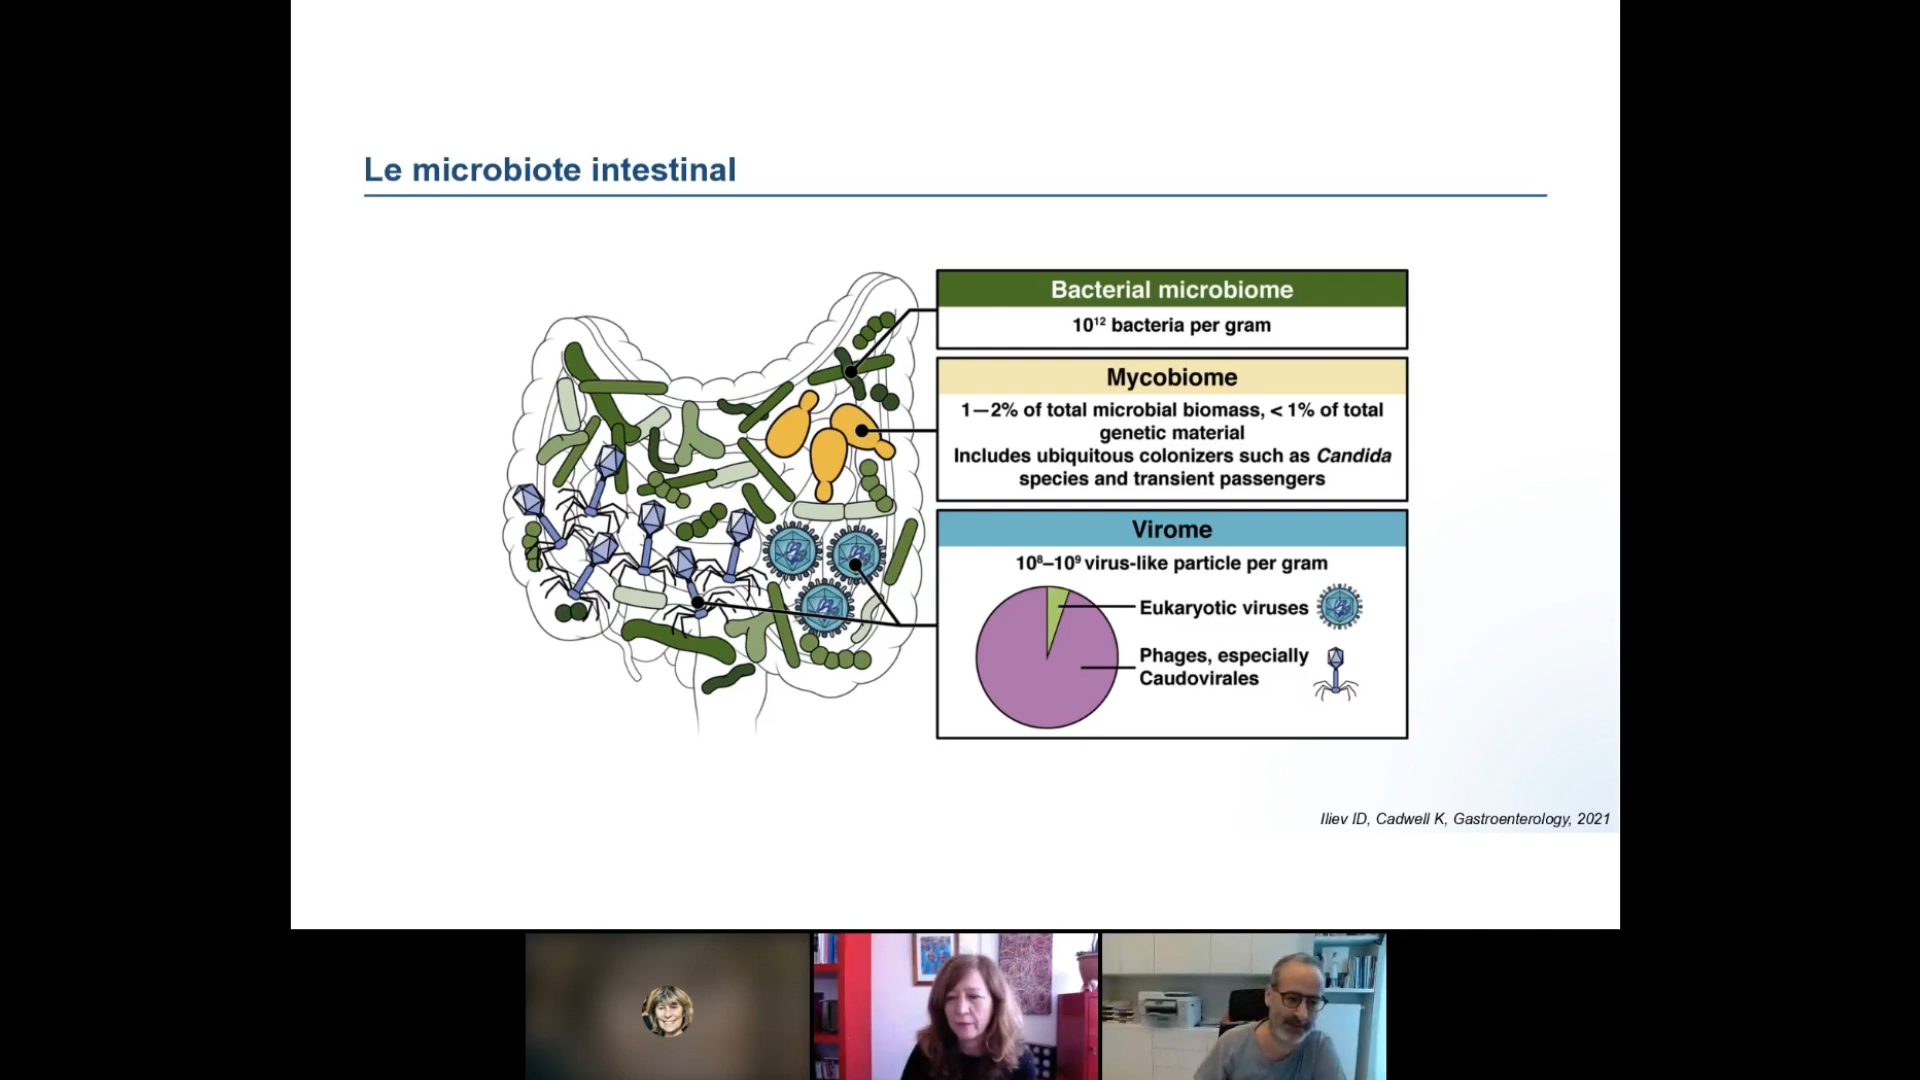 Le microbiote intestinal
Bacterial microbiome
10¹² bacteria per gram
Mycobiome
1—2% of total microbial biomass, < 1% of total
genetic material
Includes ubiquitous colonizers such as Candida
species and transient passengers
Virome
10⁸–10⁹ virus-like particle per gram
Eukaryotic viruses
Phages, especially
Caudovirales
Iliev ID, Cadwell K, Gastroenterology, 2021